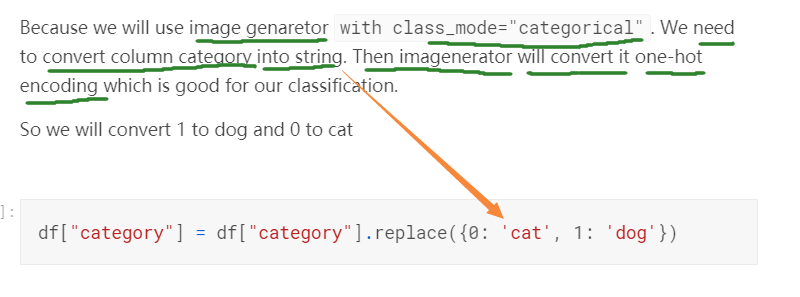 Because we will use image genaretor with class_mode="categorical" . We need
to convert column category into string. Then imagenerator will convert it one-hot
encoding which is good for our classification.
So we will convert 1 to dog and 0 to cat
]:
df["category"] = df["category"].replace({0: 'cat', 1: 'dog'})